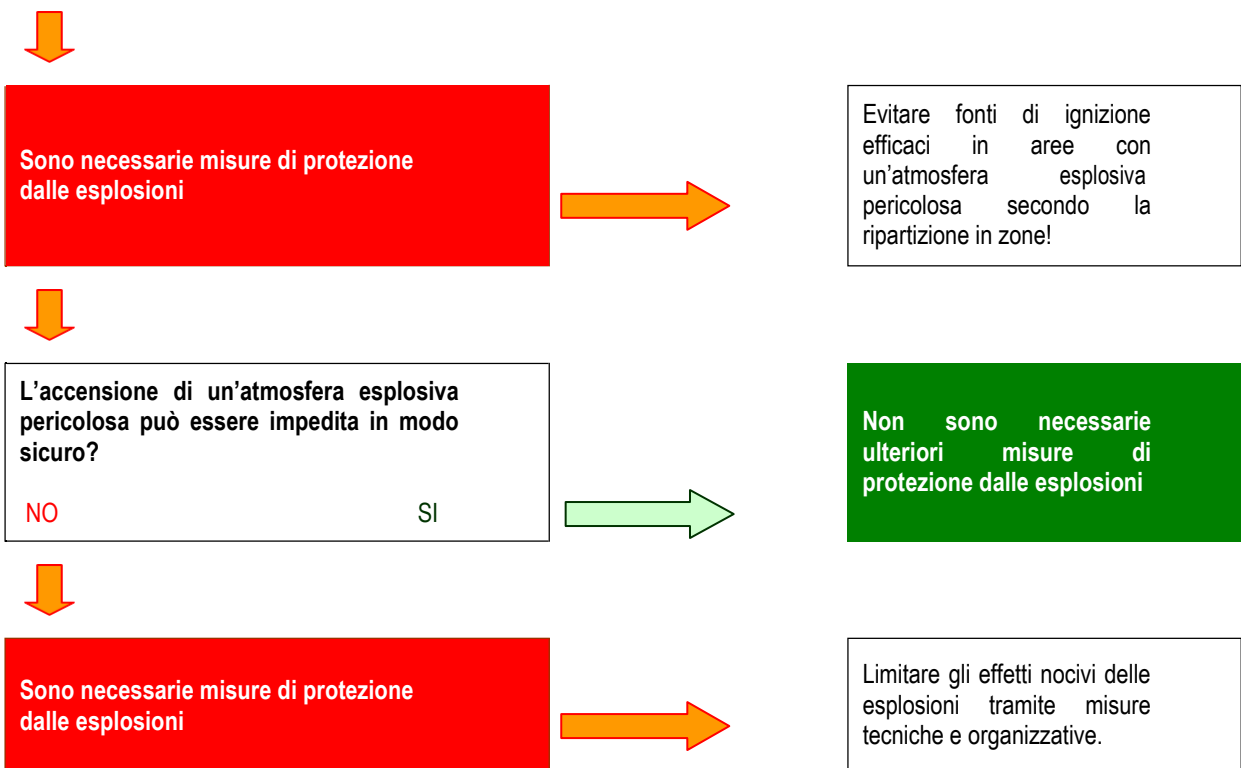 Sono necessarie misure di protezione
dalle esplosioni
Evitare fonti di ignizione
efficaci in aree con
un'atmosfera esplosiva
pericolosa secondo la
ripartizione in zone!
L'accensione di un'atmosfera esplosiva
pericolosa può essere impedita in modo
sicuro?
NO SI
Non sono necessarie
ulteriori misure di
protezione dalle esplosioni
Sono necessarie misure di protezione
dalle esplosioni
Limitare gli effetti nocivi delle
esplosioni tramite misure
tecniche e organizzative.